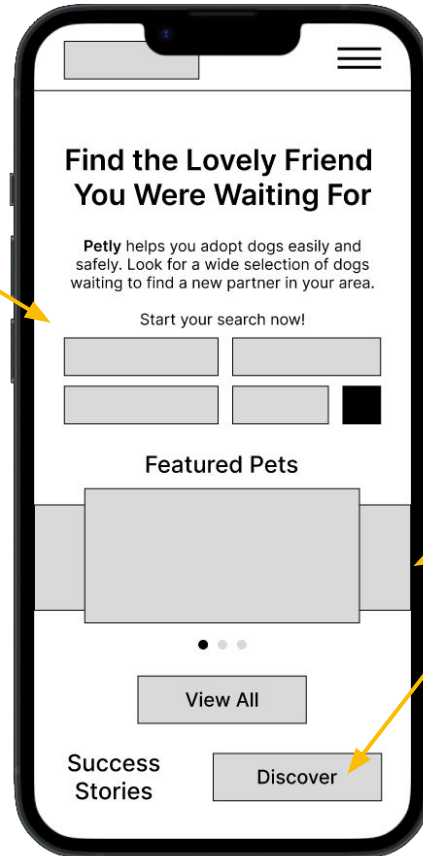 Find the Lovely Friend
You Were Waiting For
Petly helps you adopt dogs easily and
safely. Look for a wide selection of dogs
waiting to find a new partner in your area.
Start your search now!
Featured Pets
View All
Success
Stories
Discover